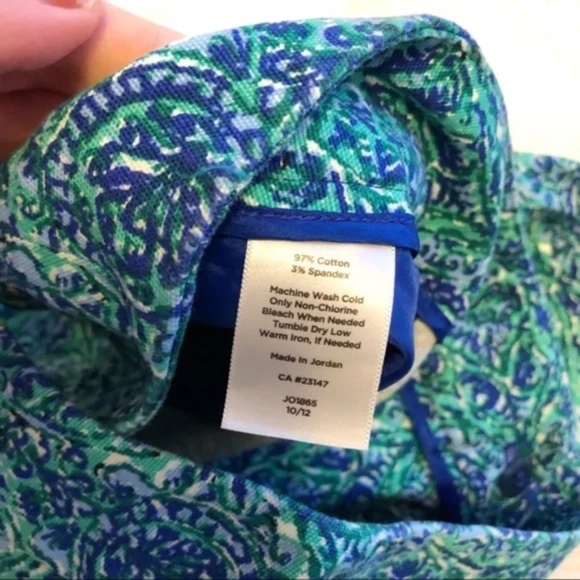 97% Cotton
3% Spandex
Machine Wash Cold
Only Non-Chlorine
Bleach When Needed
Tumble Dry Low
Warm Iron, If Needed
Made In Jordan
CA #23147
JO1865
10/12